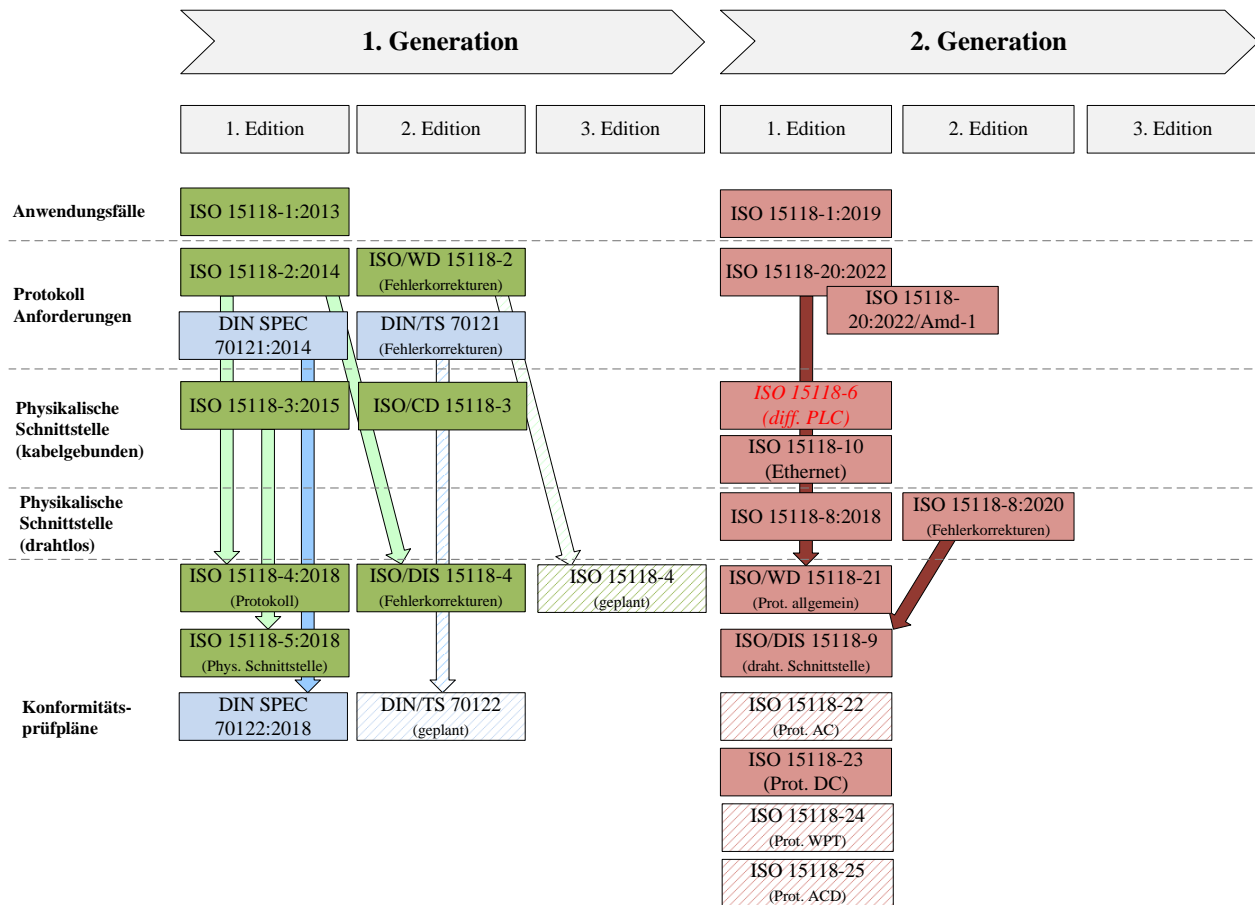 1. Generation
2. Generation
1. Edition
2. Edition
3. Edition
1. Edition
2. Edition
3. Edition
Anwendungsfälle
ISO 15118-1:2013
ISO 15118-1:2019
Protokoll
Anforderungen
ISO 15118-2:2014
ISO/WD 15118-2
(Fehlerkorrekturen)
ISO 15118-20:2022
ISO 15118-
20:2022/Amd-1
DIN SPEC
70121:2014
DIN/TS 70121
(Fehlerkorrekturen)
Physikalische
Schnittstelle
(kabelgebunden)
ISO 15118-3:2015
ISO/CD 15118-3
ISO 15118-6
(diff. PLC)
ISO 15118-10
(Ethernet)
Physikalische
Schnittstelle
(drahtlos)
ISO 15118-8:2018
ISO 15118-8:2020
(Fehlerkorrekturen)
Konformitäts-
prüfpläne
ISO 15118-4:2018
(Protokoll)
ISO/DIS 15118-4
(Fehlerkorrekturen)
ISO 15118-4
(geplant)
ISO/WD 15118-21
(Prot. allgemein)
ISO 15118-5:2018
(Phys. Schnittstelle)
ISO/DIS 15118-9
(draht. Schnittstelle)
DIN SPEC
70122:2018
DIN/TS 70122
(geplant)
ISO 15118-22
(Prot. AC)
ISO 15118-23
(Prot. DC)
ISO 15118-24
(Prot. WPT)
ISO 15118-25
(Prot. ACD)